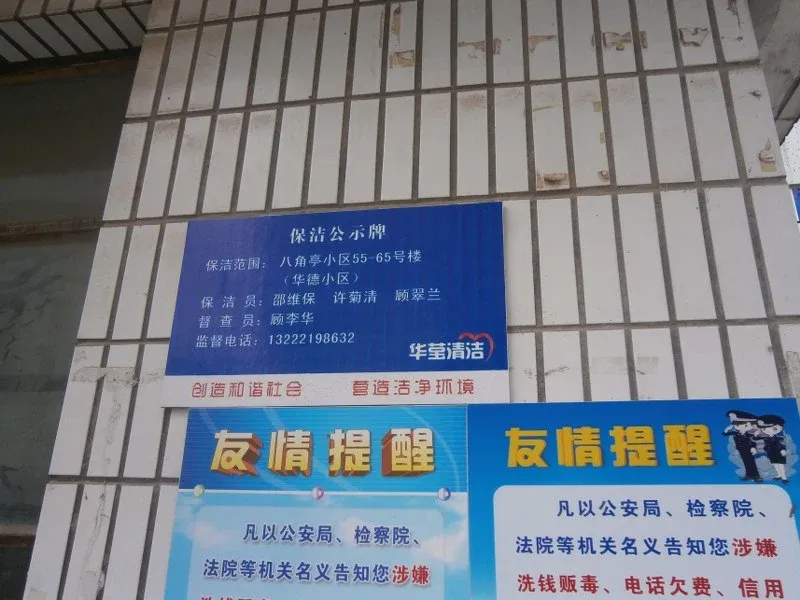 保洁公示牌
保洁范围：八角亭小区55-65号楼
（华德小区）
保 洁 员：邵维保 许菊清 顾翠兰
督 查 员：顾李华
监督电话：13222198632
华莹清洁
创造和谐社会 营造洁净环境
友情提醒
凡以公安局、检察院、
法院等机关名义告知您涉嫌
友情提醒
凡以公安局、检察院、
法院等机关名义告知您涉嫌
洗钱贩毒、电话欠费、信用